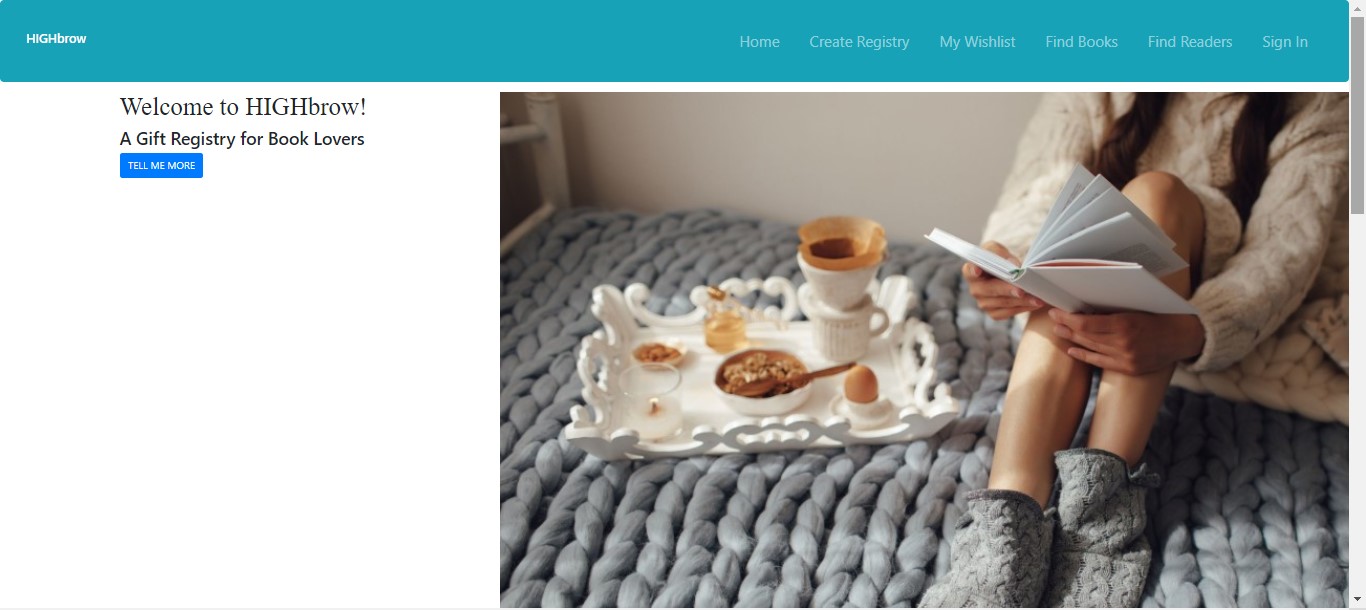 HIGHbrow
Home Create Registry My Wishlist Find Books Find Readers Sign In
Welcome to HIGHbrow!
A Gift Registry for Book Lovers
TELL ME MORE